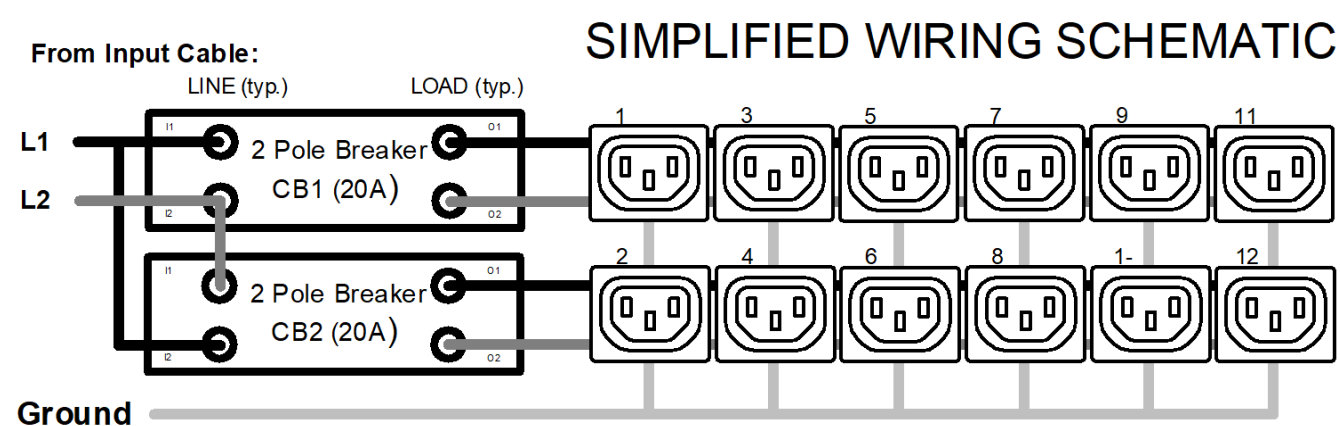 SIMPLIFIED WIRING SCHEMATIC
From Input Cable:
LINE (typ.) LOAD (typ.)
1 3 5 7 9 11
I1 O1
L1
2 Pole Breaker
CB1 (20A)
L2
I2 O2
2 4 6 8 1- 12
I1 O1
2 Pole Breaker
CB2 (20A)
I2 O2
Ground